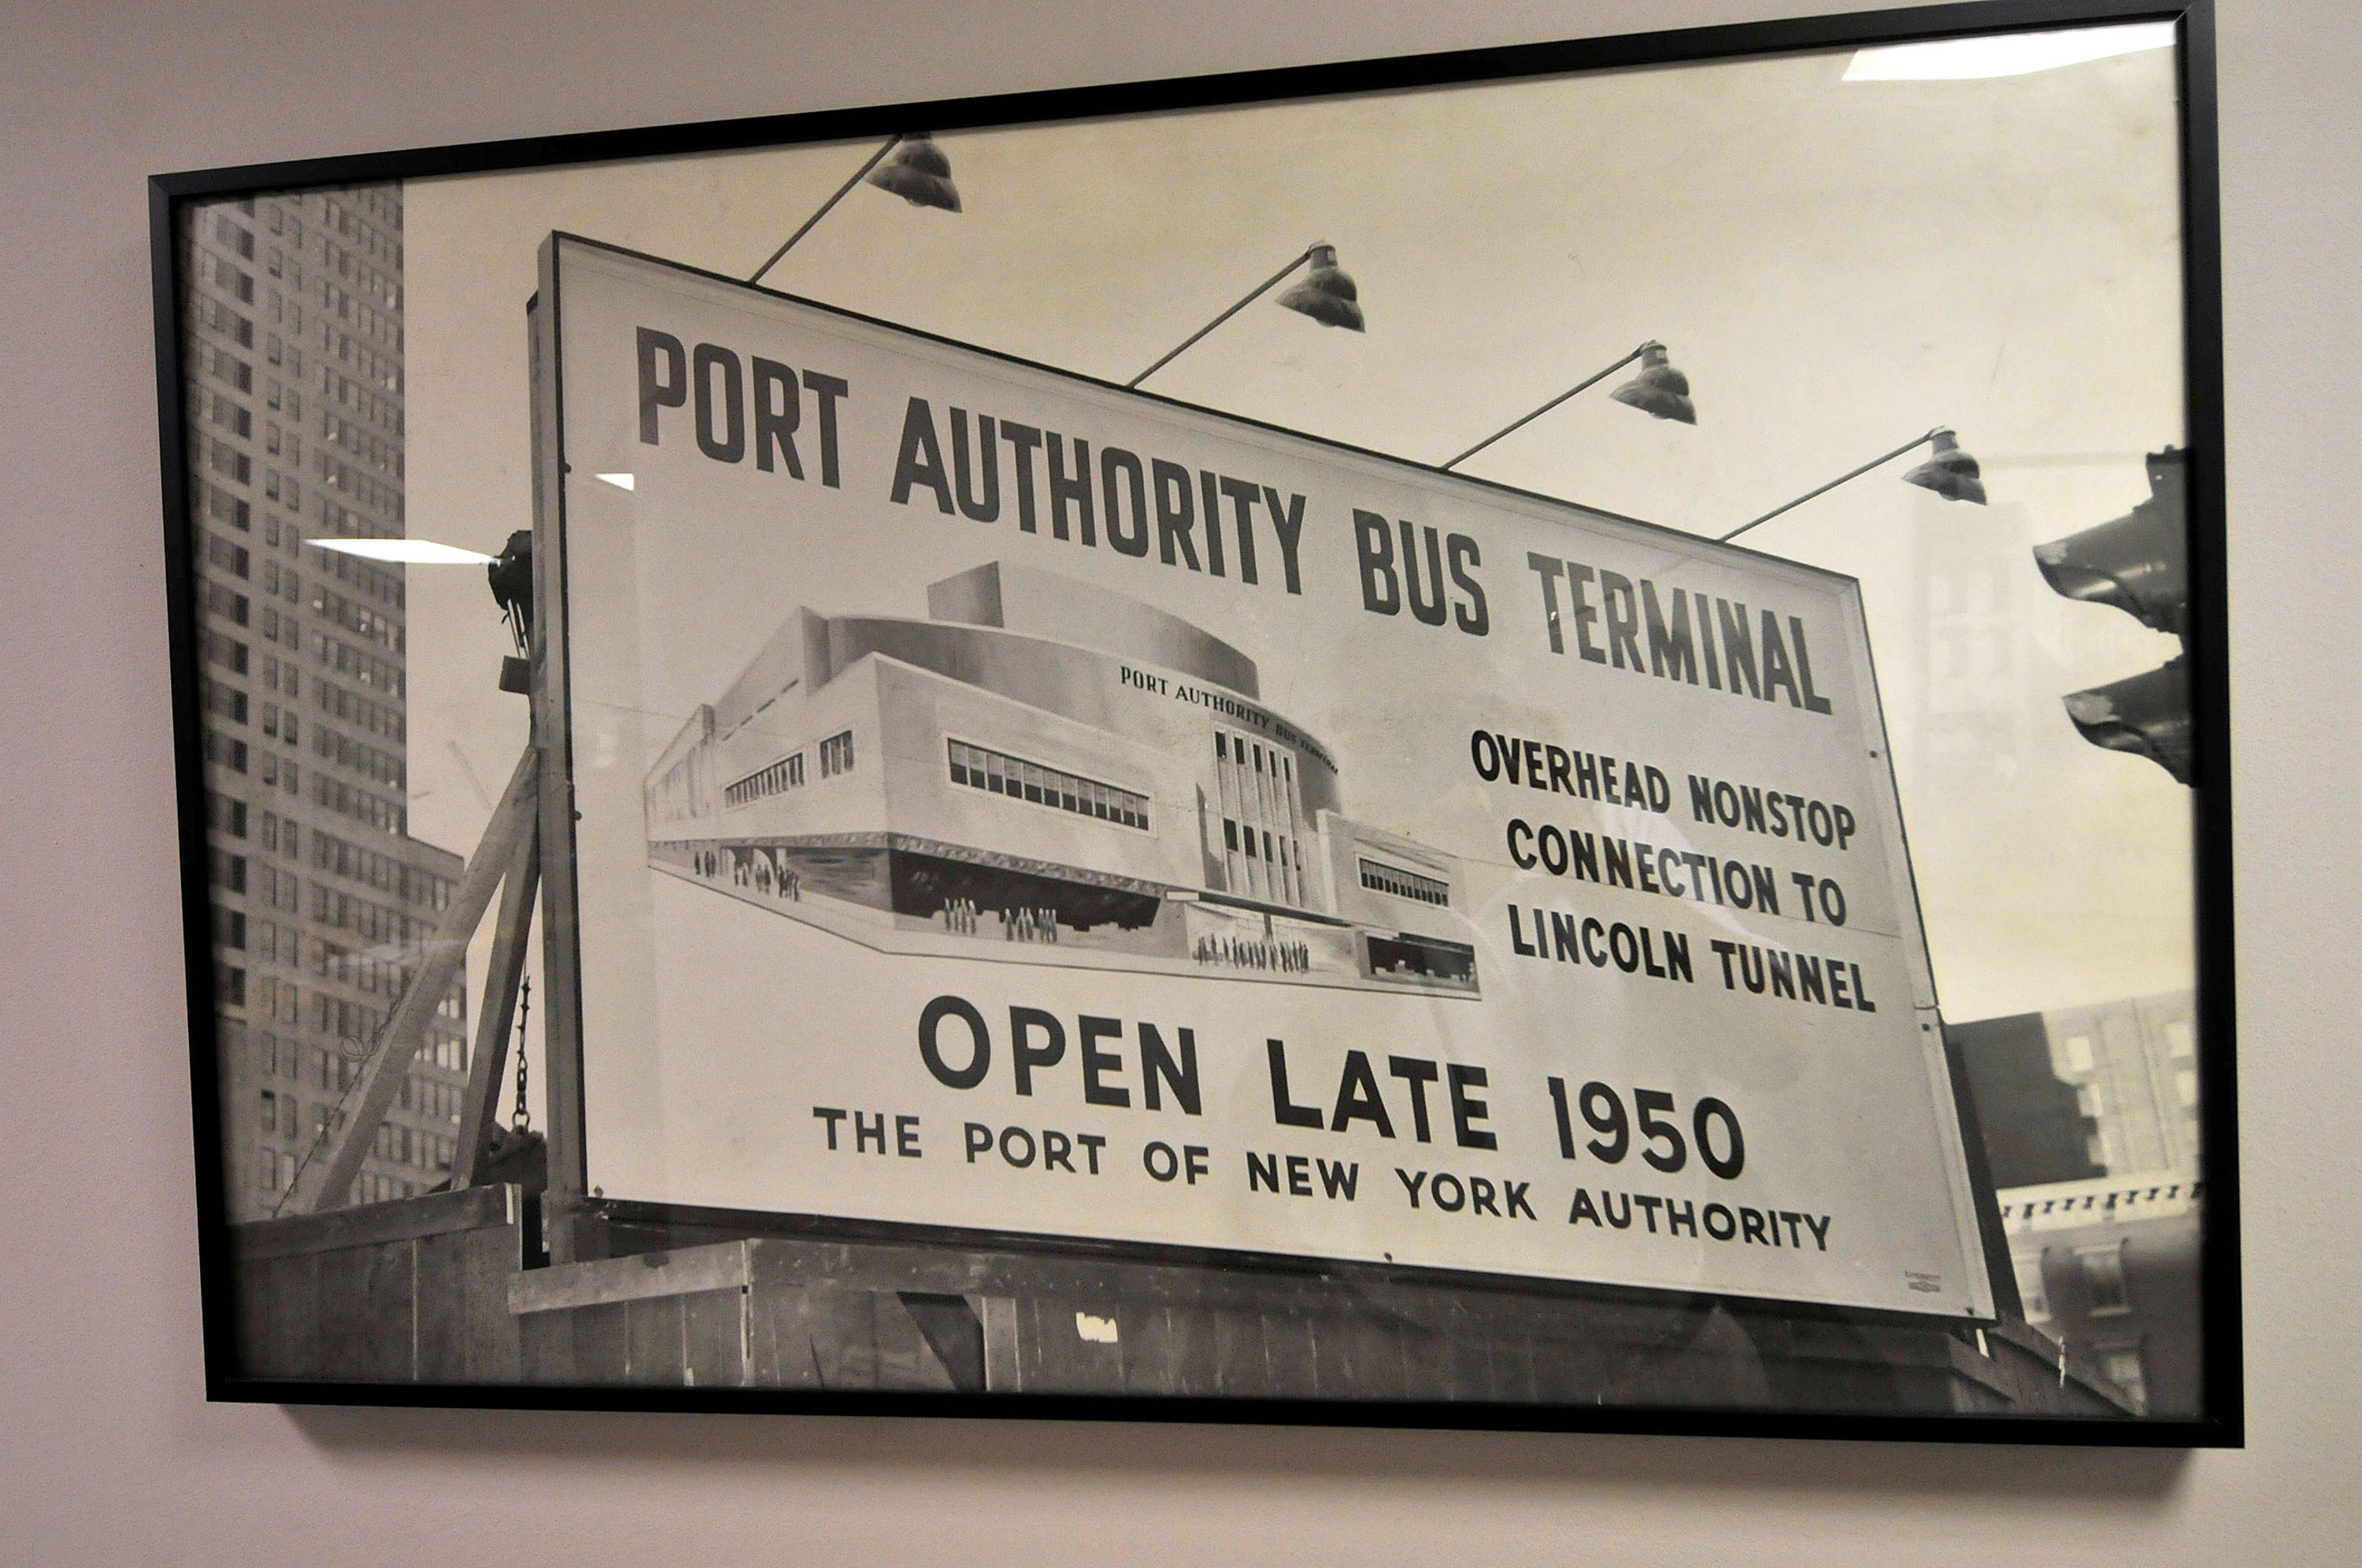 PORT AUTHORITY BUS TERMINAL
PORT AUTHORITY BUS TERMINAL
OVERHEAD NONSTOP
CONNECTION TO
LINCOLN TUNNEL
OPEN LATE 1950
THE PORT OF NEW YORK AUTHORITY